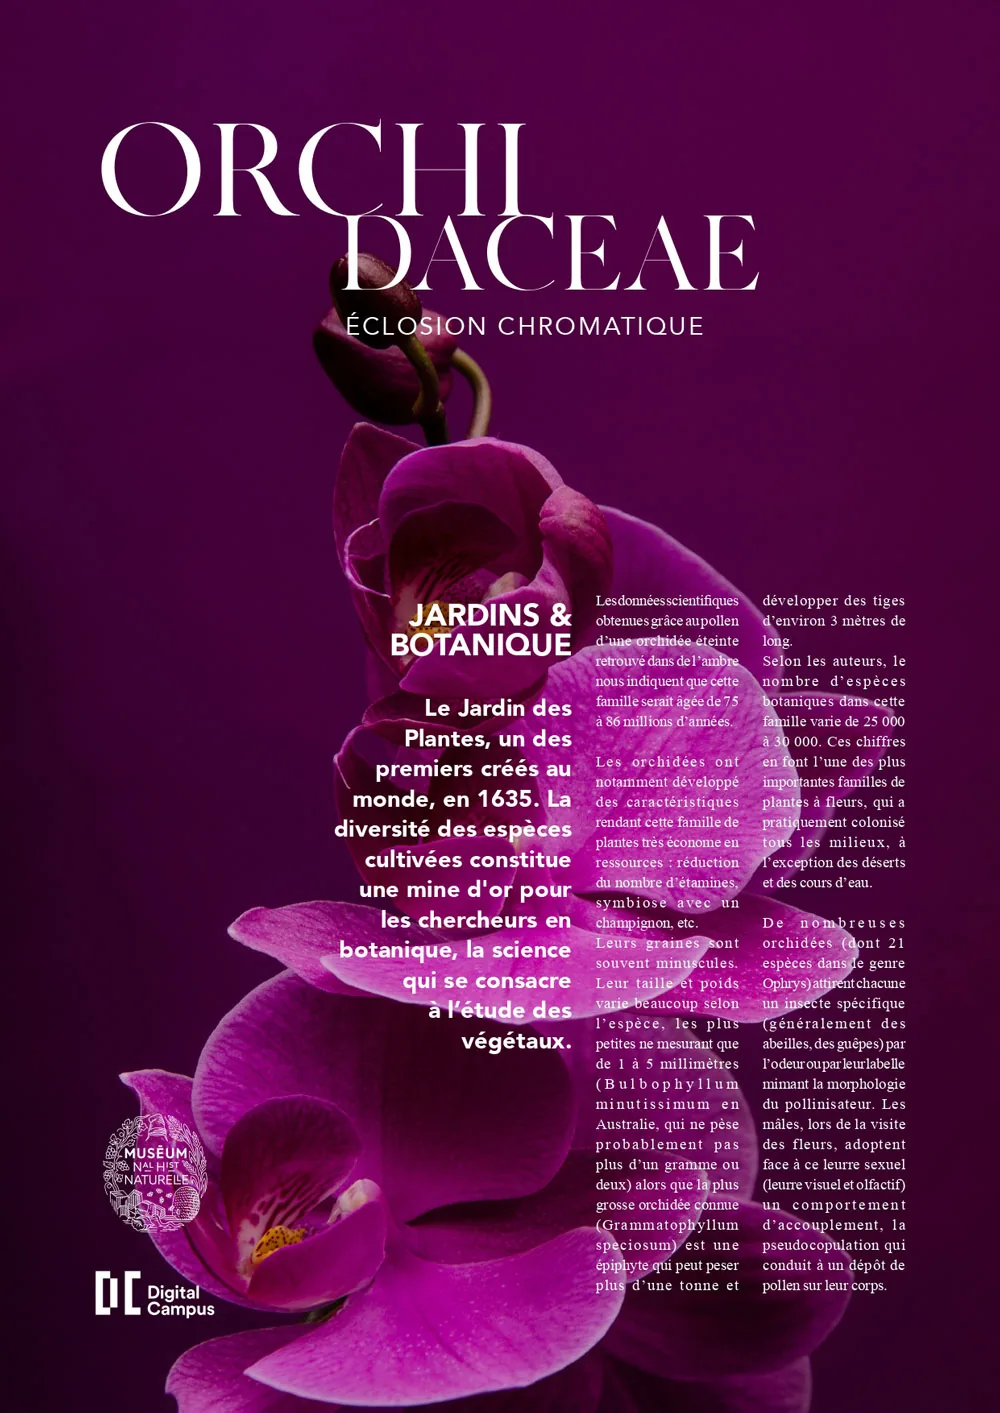 ORCHI
DACEAE
ÉCLOSION CHROMATIQUE
JARDINS &
BOTANIQUE
Le Jardin des
Plantes, un des
premiers créés au
monde, en 1635. La
diversité des espèces
cultivées constitue
une mine d'or pour
les chercheurs en
botanique, la science
qui se consacre
à l’étude des
végétaux.
Les données scientifiques
obtenues grâce au pollen
d’une orchidée éteinte
retrouvé dans de l’ambre
nous indiquent que cette
famille serait âgée de 75
à 86 millions d’années.
Les orchidées ont
notamment développé
des caractéristiques
rendant cette famille de
plantes très économe en
ressources : réduction
du nombre d’étamines,
symbiose avec un
champignon, etc.
Leurs graines sont
souvent minuscules.
Leur taille et poids
varie beaucoup selon
l’espèce, les plus
petites ne mesurant que
de 1 à 5 millimètres
(Bulbophyllum
minutissimum en
Australie, qui ne pèse
probablement pas
plus d’un gramme ou
deux) alors que la plus
grosse orchidée connue
(Grammatophyllum
speciosum) est une
épiphyte qui peut peser
plus d’une tonne et
développer des tiges
d’environ 3 mètres de
long.
Selon les auteurs, le
nombre d’espèces
botaniques dans cette
famille varie de 25 000
à 30 000. Ces chiffres
en font l’une des plus
importantes familles de
plantes à fleurs, qui a
pratiquement colonisé
tous les milieux, à
l’exception des déserts
et des cours d’eau.
De nombreuses
orchidées (dont 21
espèces dans le genre
Ophrys) attirent chacune
un insecte spécifique
(généralement des
abeilles, des guêpes) par
l’odeur ou par leur labelle
mimant la morphologie
du pollinisateur. Les
mâles, lors de la visite
des fleurs, adoptent
face à ce leurre sexuel
(leurre visuel et olfactif)
un comportement
d’accouplement, la
pseudocopulation qui
conduit à un dépôt de
pollen sur leur corps.
MUSĒUM
NAL HIST
NATURELLE
DC Digital
Campus